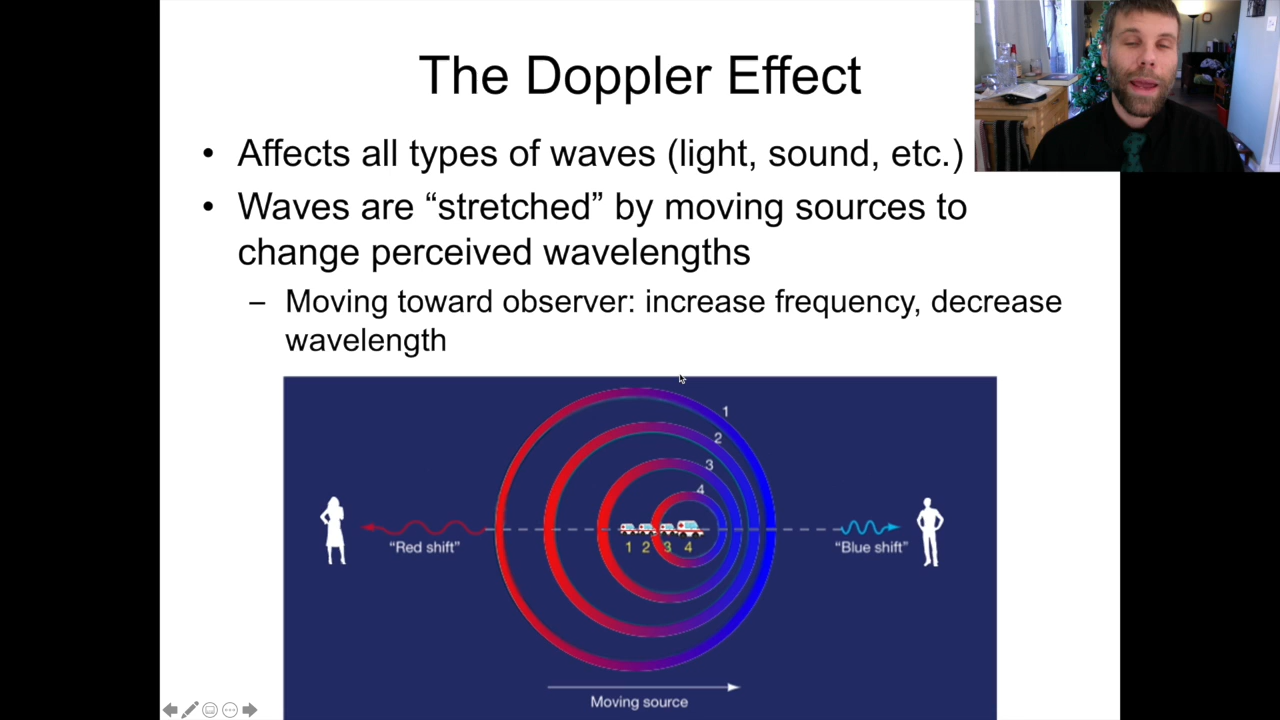 The Doppler Effect
• Affects all types of waves (light, sound, etc.)
• Waves are “stretched” by moving sources to
change perceived wavelengths
– Moving toward observer: increase frequency, decrease
wavelength
1
2
3
4
1 2 3 4
“Red shift”
“Blue shift”
Moving source